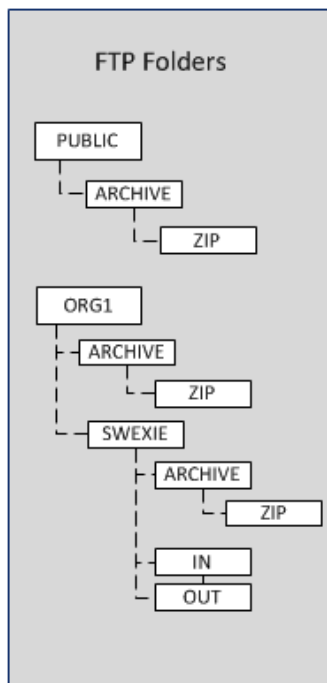 FTP Folders
PUBLIC
ARCHIVE
ZIP
ORG1
ARCHIVE
ZIP
SWEXIE
ARCHIVE
ZIP
IN
OUT